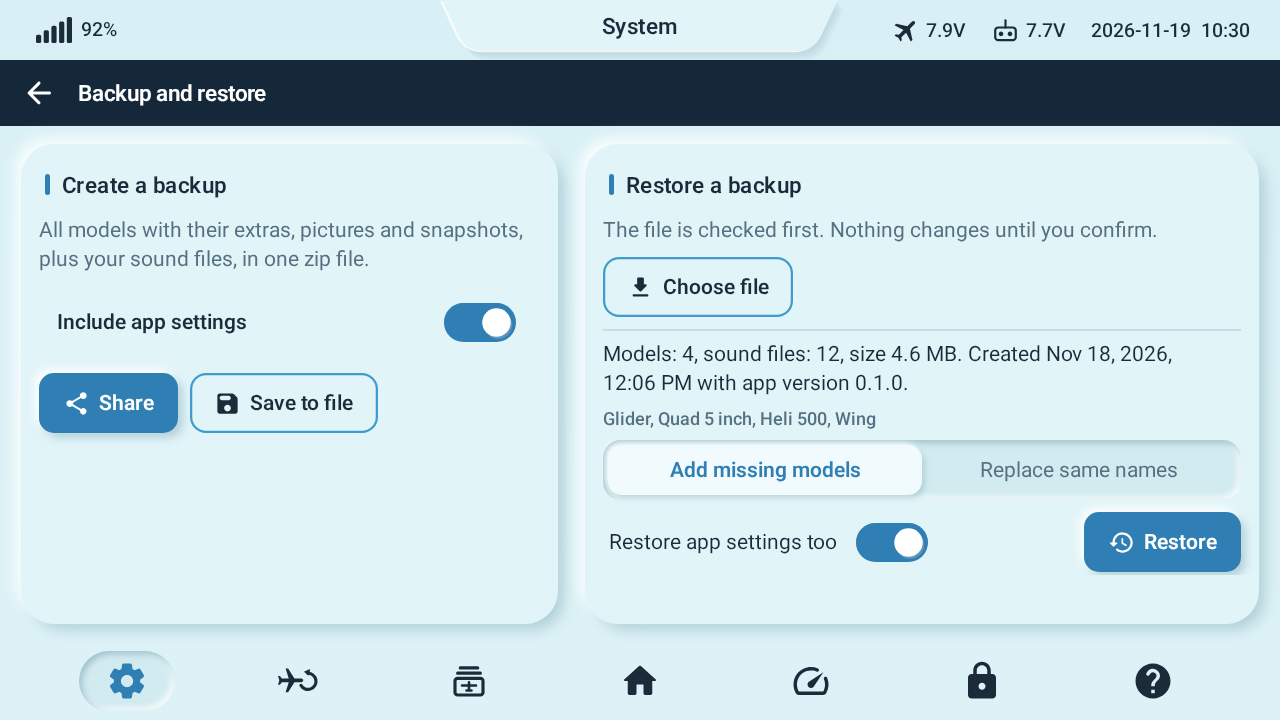 92%
System
7.9V
7.7V
2026-11-19 10:30
Backup and restore
Create a backup
All models with their extras, pictures and snapshots,
plus your sound files, in one zip file.
Include app settings
Share
Save to file
Restore a backup
The file is checked first. Nothing changes until you confirm.
Choose file
Models: 4, sound files: 12, size 4.6 MB. Created Nov 18, 2026,
12:06 PM with app version 0.1.0.
Glider, Quad 5 inch, Heli 500, Wing
Add missing models
Replace same names
Restore app settings too
Restore